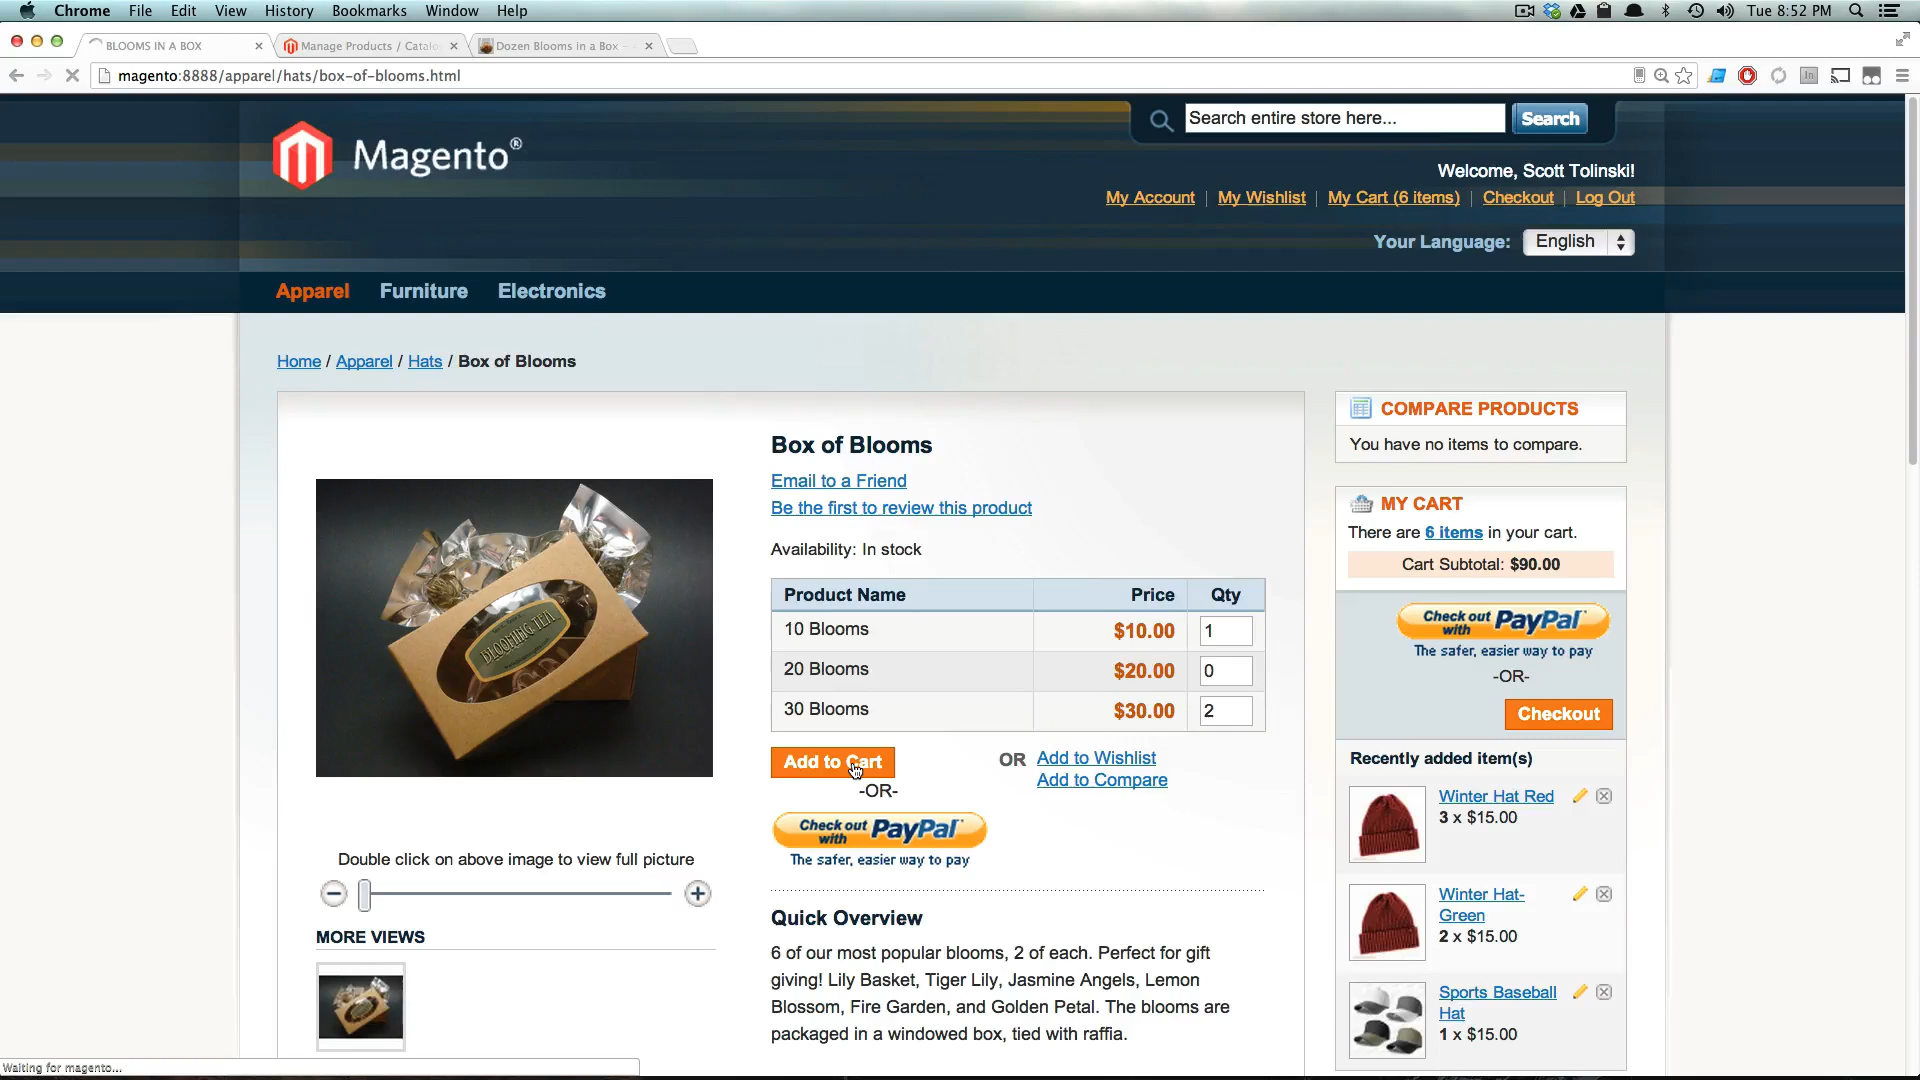 Chrome File Edit View History Bookmarks Window Help
Tue 8:52 PM
BLOOMS IN A BOX
Manage Products / Catalo
Dozen Blooms in a Box -
magento:8888/apparel/hats/box-of-blooms.html
Magento®
Search entire store here...
Search
Welcome, Scott Tolinski!
My Account | My Wishlist | My Cart (6 items) | Checkout | Log Out
Your Language: English
Apparel Furniture Electronics
Home / Apparel / Hats / Box of Blooms
BLOOMING TEA
Box of Blooms
Email to a Friend
Be the first to review this product
Availability: In stock
Product Name Price Qty
10 Blooms $10.00 1
20 Blooms $20.00 0
30 Blooms $30.00 2
Add to Cart
OR Add to Wishlist
Add to Compare
-OR-
Check out with PayPal
The safer, easier way to pay
Double click on above image to view full picture
MORE VIEWS
Quick Overview
6 of our most popular blooms, 2 of each. Perfect for gift
giving! Lily Basket, Tiger Lily, Jasmine Angels, Lemon
Blossom, Fire Garden, and Golden Petal. The blooms are
packaged in a windowed box, tied with raffia.
COMPARE PRODUCTS
You have no items to compare.
MY CART
There are 6 items in your cart.
Cart Subtotal: $90.00
Check out with PayPal
The safer, easier way to pay
-OR-
Checkout
Recently added item(s)
Winter Hat Red
3 x $15.00
Winter Hat-
Green
2 x $15.00
Sports Baseball
Hat
1 x $15.00
Waiting for magento...